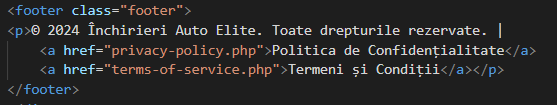 <footer class="footer">
<p>© 2024 Închirieri Auto Elite. Toate drepturile rezervate. |
<a href="privacy-policy.php">Politica de Confidențialitate</a>
<a href="terms-of-service.php">Termeni și Condiții</a></p>
</footer>